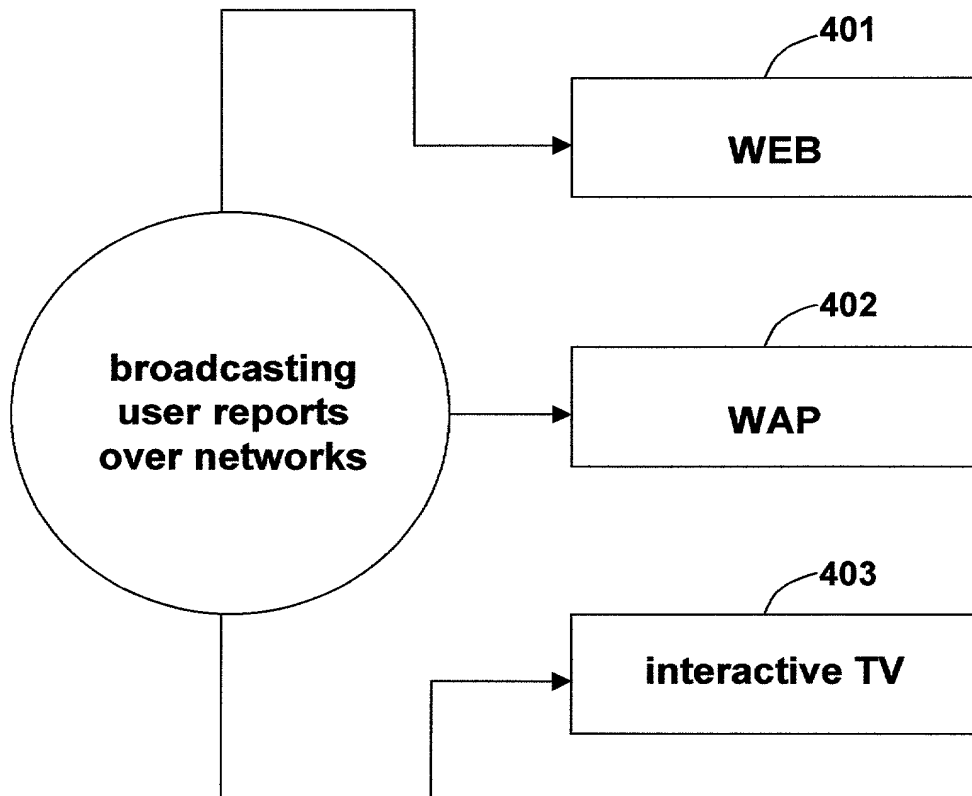 401
WEB
402
WAP
broadcasting
user reports
over networks
403
interactive TV